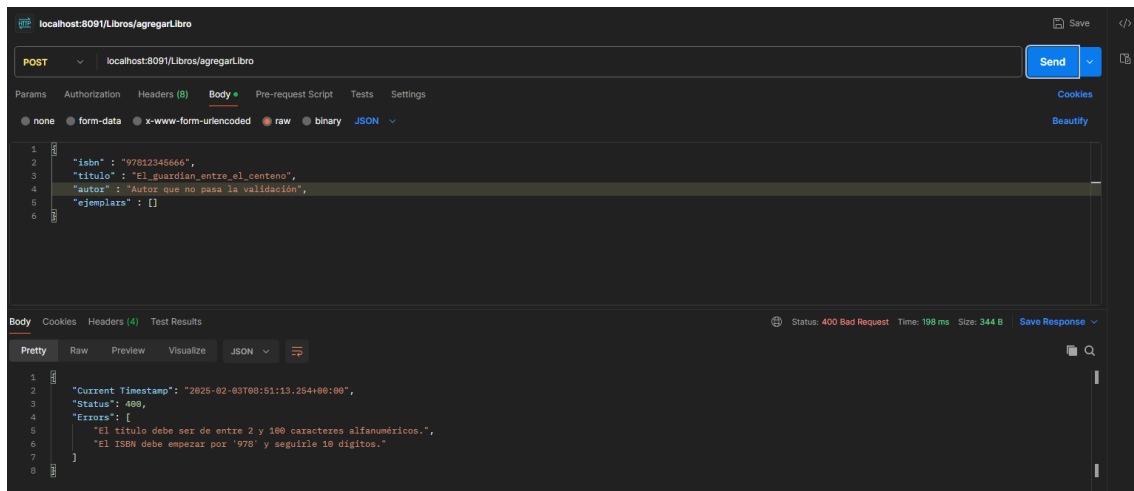 HTTP localhost:8091/Libros/agregarLibro Save </>
POST localhost:8091/Libros/agregarLibro Send
Params Authorization Headers (8) Body Pre-request Script Tests Settings Cookies
none form-data x-www-form-urlencoded raw binary JSON Beautify
1 {
2 "isbn" : "97812345666",
3 "titulo" : "El_guardian_entre_el_centeno",
4 "autor" : "Autor que no pasa la validación",
5 "ejemplars" : []
6 }
Body Cookies Headers (4) Test Results Status: 400 Bad Request Time: 198 ms Size: 344 B Save Response
Pretty Raw Preview Visualize JSON
1 {
2 "Current Timestamp": "2025-02-03T08:51:13.254+00:00",
3 "Status": 400,
4 "Errors": [
5 "El título debe ser de entre 2 y 100 caracteres alfanuméricos.",
6 "El ISBN debe empezar por '978' y seguirle 10 dígitos."
7 ]
8 }